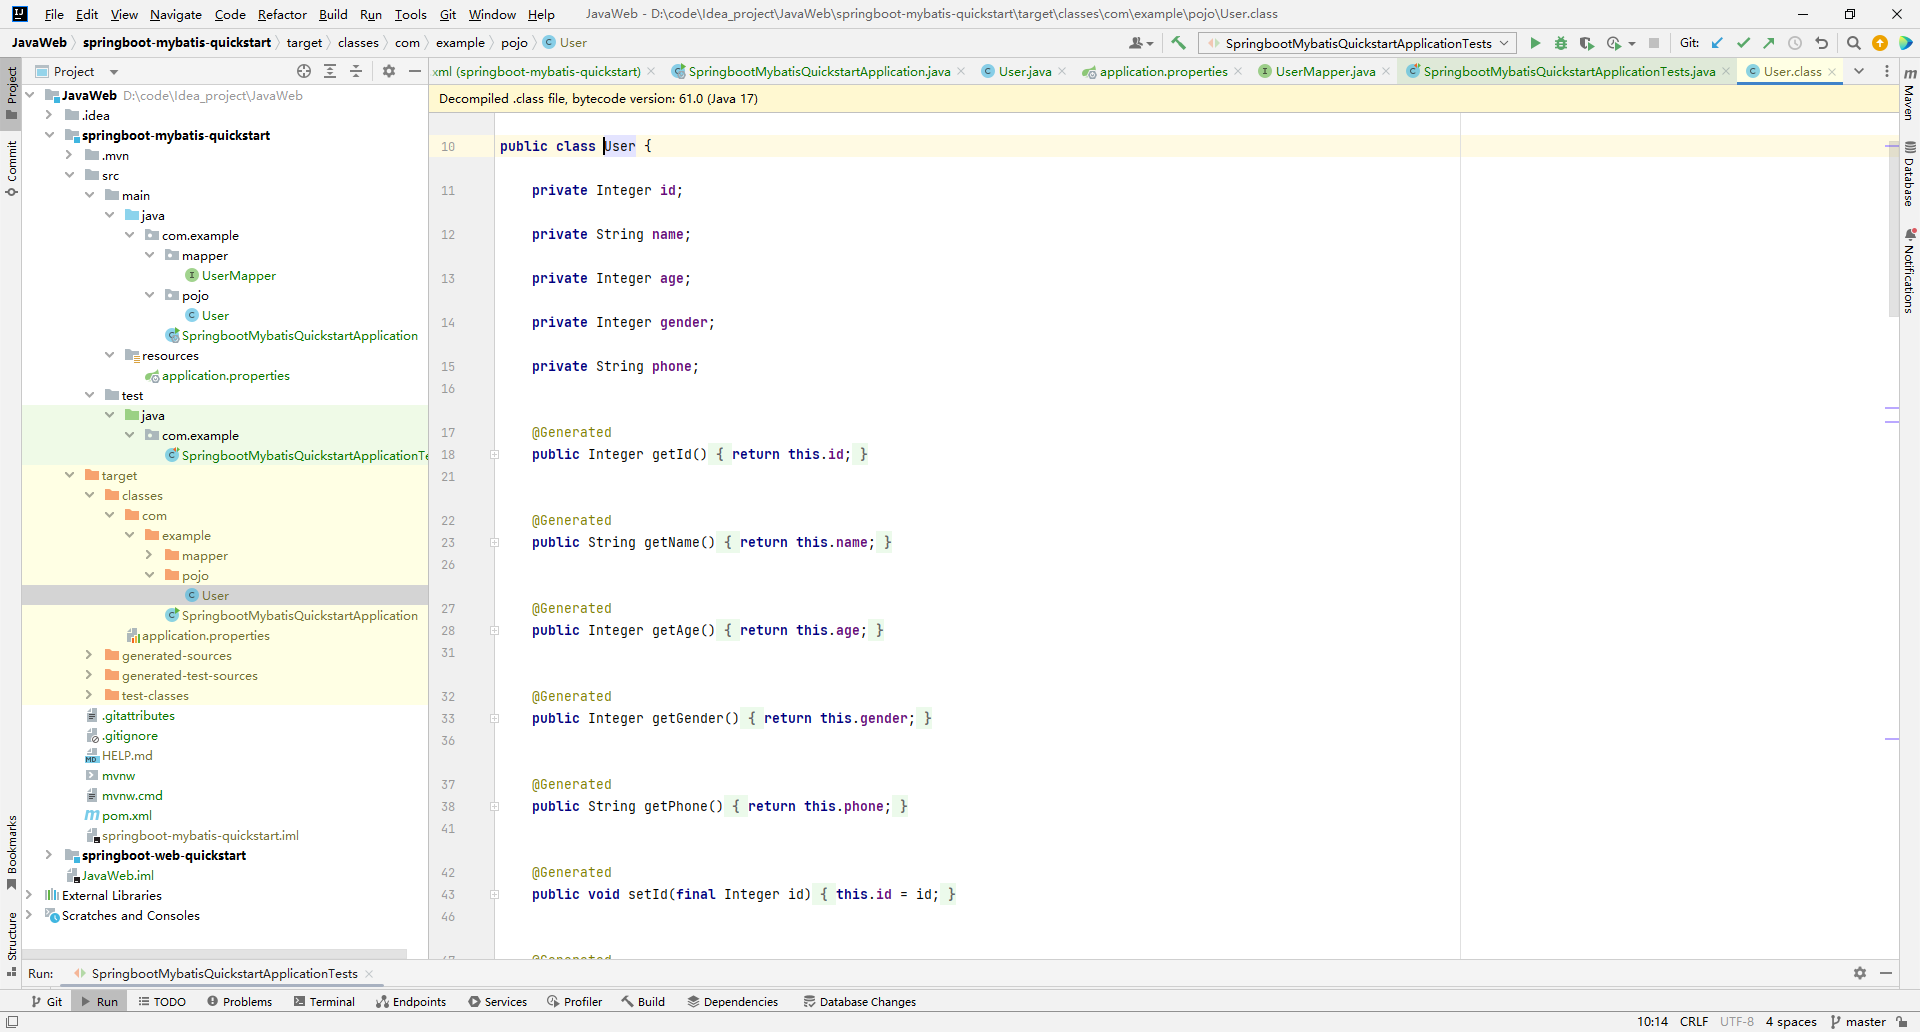 File Edit View Navigate Code Refactor Build Run Tools Git Window Help JavaWeb - D:\code\Idea_project\JavaWeb\springboot-mybatis-quickstart\target\classes\com\example\pojo\User.class
JavaWeb springboot-mybatis-quickstart target classes com example pojo User SpringbootMybatisQuickstartApplicationTests Git:
Project
xml (springboot-mybatis-quickstart) SpringbootMybatisQuickstartApplication.java User.java application.properties UserMapper.java SpringbootMybatisQuickstartApplicationTests.java User.class
Decompiled .class file, bytecode version: 61.0 (Java 17)
Project
Commit
Bookmarks
Structure
JavaWeb D:\code\Idea_project\JavaWeb
.idea
springboot-mybatis-quickstart
.mvn
src
main
java
com.example
mapper
UserMapper
pojo
User
SpringbootMybatisQuickstartApplication
resources
application.properties
test
java
com.example
SpringbootMybatisQuickstartApplicationTe
target
classes
com
example
mapper
pojo
User
SpringbootMybatisQuickstartApplication
application.properties
generated-sources
generated-test-sources
test-classes
.gitattributes
.gitignore
HELP.md
mvnw
mvnw.cmd
pom.xml
springboot-mybatis-quickstart.iml
springboot-web-quickstart
JavaWeb.iml
External Libraries
Scratches and Consoles
10 public class User {
11 private Integer id;
12 private String name;
13 private Integer age;
14 private Integer gender;
15 private String phone;
16
17 @Generated
18 public Integer getId() { return this.id; }
21
22 @Generated
23 public String getName() { return this.name; }
26
27 @Generated
28 public Integer getAge() { return this.age; }
31
32 @Generated
33 public Integer getGender() { return this.gender; }
36
37 @Generated
38 public String getPhone() { return this.phone; }
41
42 @Generated
43 public void setId(final Integer id) { this.id = id; }
46
47 @Generated
Maven
Database
Notifications
Run: SpringbootMybatisQuickstartApplicationTests
Git Run TODO Problems Terminal Endpoints Services Profiler Build Dependencies Database Changes
10:14 CRLF UTF-8 4 spaces master